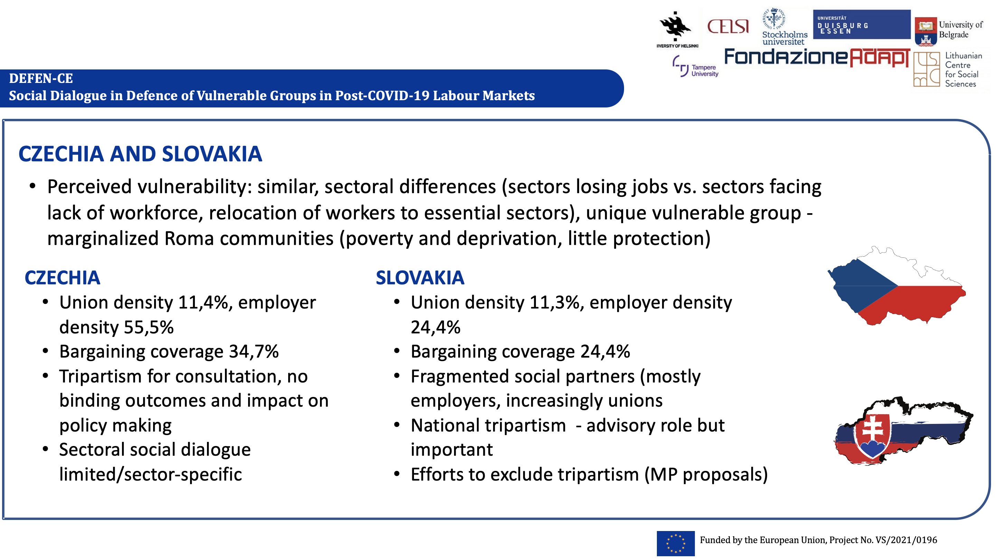 IIVERSITY OF HELSINKI
CELSI
Stockholms
universitet
UNIVERSITÄT
DUISBURG
ESSEN
University of
Belgrade
Tampere
University
FondAzioneAdApt
Lithuanian
Centre
for Social
Sciences
DEFEN-CE
Social Dialogue in Defence of Vulnerable Groups in Post-COVID-19 Labour Markets
CZECHIA AND SLOVAKIA
• Perceived vulnerability: similar, sectoral differences (sectors losing jobs vs. sectors facing
lack of workforce, relocation of workers to essential sectors), unique vulnerable group -
marginalized Roma communities (poverty and deprivation, little protection)
CZECHIA
• Union density 11,4%, employer
density 55,5%
• Bargaining coverage 34,7%
• Tripartism for consultation, no
binding outcomes and impact on
policy making
• Sectoral social dialogue
limited/sector-specific
SLOVAKIA
• Union density 11,3%, employer density
24,4%
• Bargaining coverage 24,4%
• Fragmented social partners (mostly
employers, increasingly unions
• National tripartism  - advisory role but
important
• Efforts to exclude tripartism (MP proposals)
Funded by the European Union, Project No. VS/2021/0196